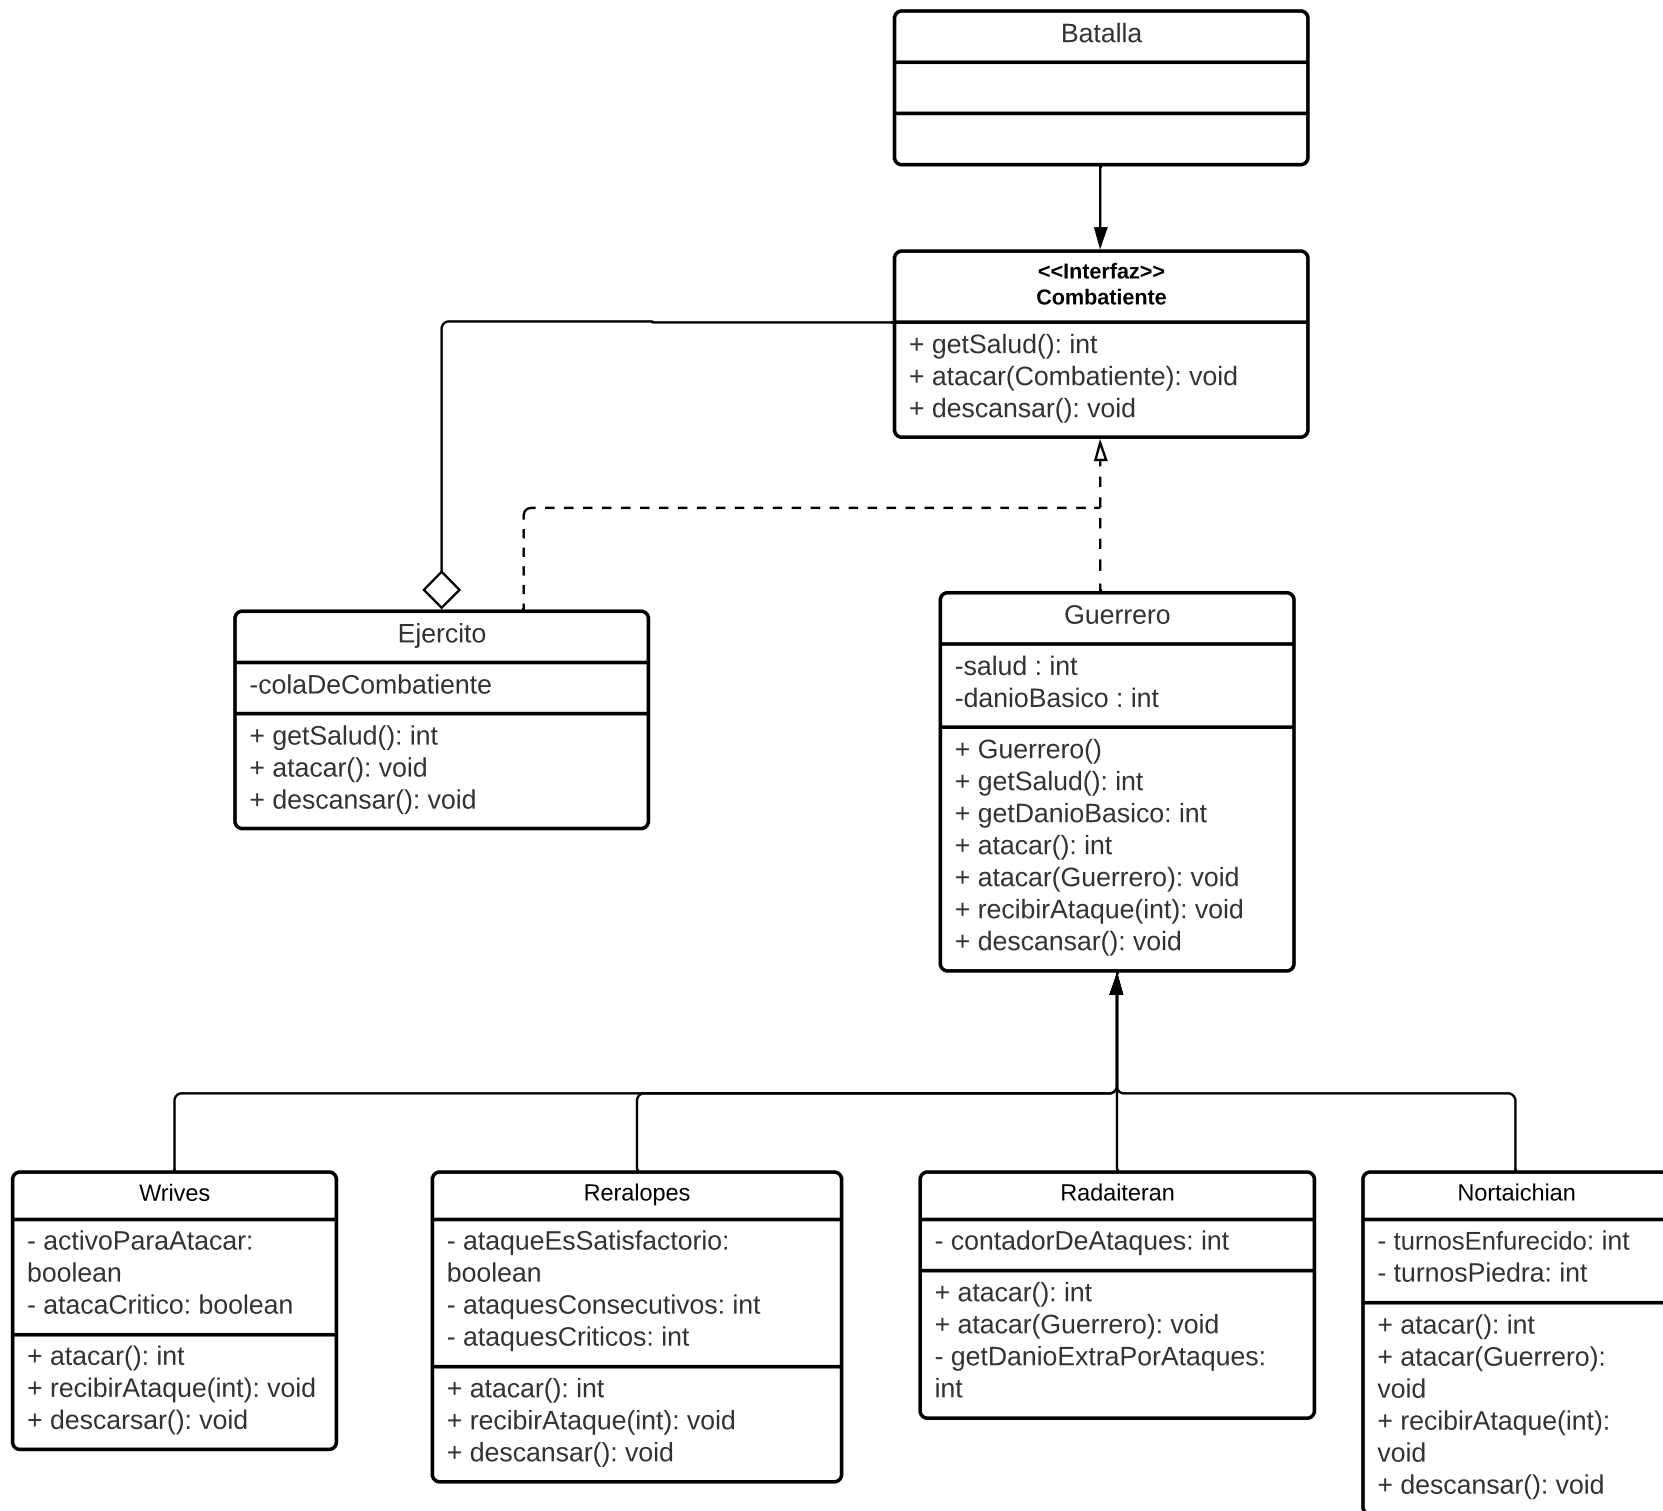 Batalla
<<Interfaz>>
Combatiente
+ getSalud(): int
+ atacar(Combatiente): void
+ descansar(): void
Ejercito
-colaDeCombatiente
+ getSalud(): int
+ atacar(): void
+ descansar(): void
Guerrero
-salud : int
-danioBasico : int
+ Guerrero()
+ getSalud(): int
+ getDanioBasico: int
+ atacar(): int
+ atacar(Guerrero): void
+ recibirAtaque(int): void
+ descansar(): void
Wrives
- activoParaAtacar:
boolean
- atacaCritico: boolean
+ atacar(): int
+ recibirAtaque(int): void
+ descarsar(): void
Reralopes
- ataqueEsSatisfactorio:
boolean
- ataquesConsecutivos: int
- ataquesCriticos: int
+ atacar(): int
+ recibirAtaque(int): void
+ descansar(): void
Radaiteran
- contadorDeAtaques: int
+ atacar(): int
+ atacar(Guerrero): void
- getDanioExtraPorAtaques:
int
Nortaichian
- turnosEnfurecido: int
- turnosPiedra: int
+ atacar(): int
+ atacar(Guerrero):
void
+ recibirAtaque(int):
void
+ descansar(): void